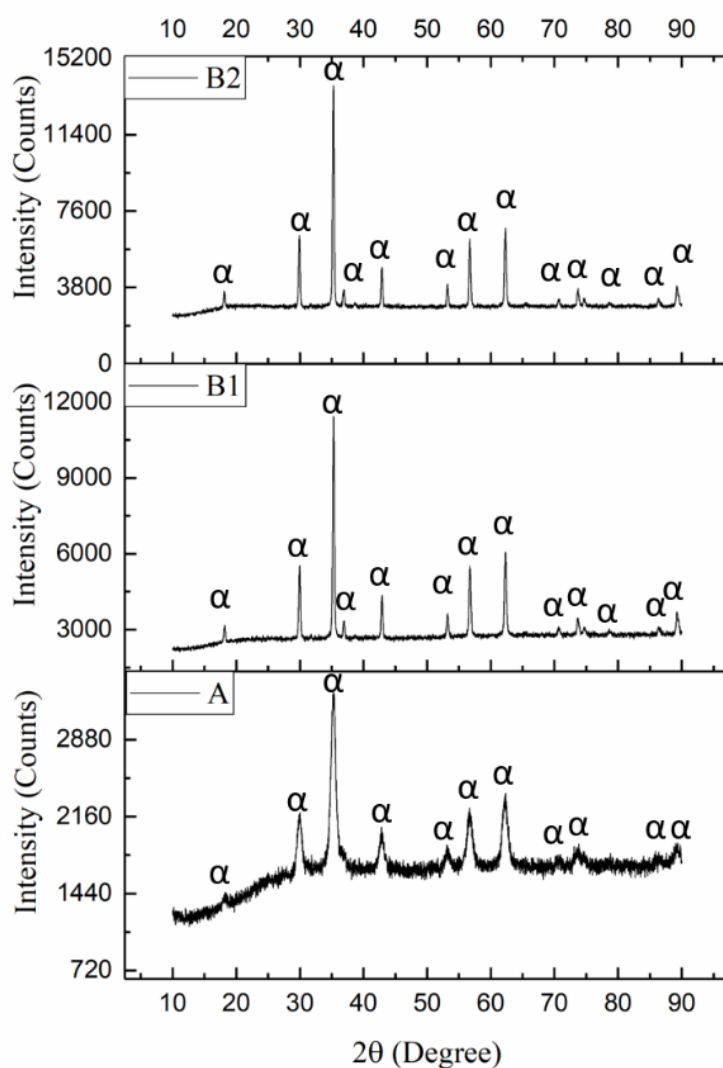 10 20 30 40 50 60 70 80 90
15200
11400
7600
3800
0
Intensity (Counts)
B2
α α α α α α α α α α α α α
12000
9000
6000
3000
Intensity (Counts)
B1
α α α α α α α α α α α α α
2880
2160
1440
720
Intensity (Counts)
A
α α α α α α α α α α α
10 20 30 40 50 60 70 80 90
2θ (Degree)